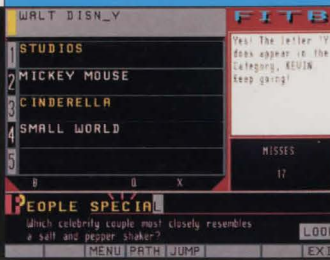 WALT DISN_Y
FITB
1 STUDIOS
2 MICKEY MOUSE
3 CINDERELLA
4 SMALL WORLD
5
Yes! The letter 'Y
does appear in the
Category, KEVIN.
Keep going!
MISSES
17
B Q X
PEOPLE SPECIAL
Which celebrity couple most closely resembles
a salt and pepper shaker?
LOO
MENU PATH JUMP EXI